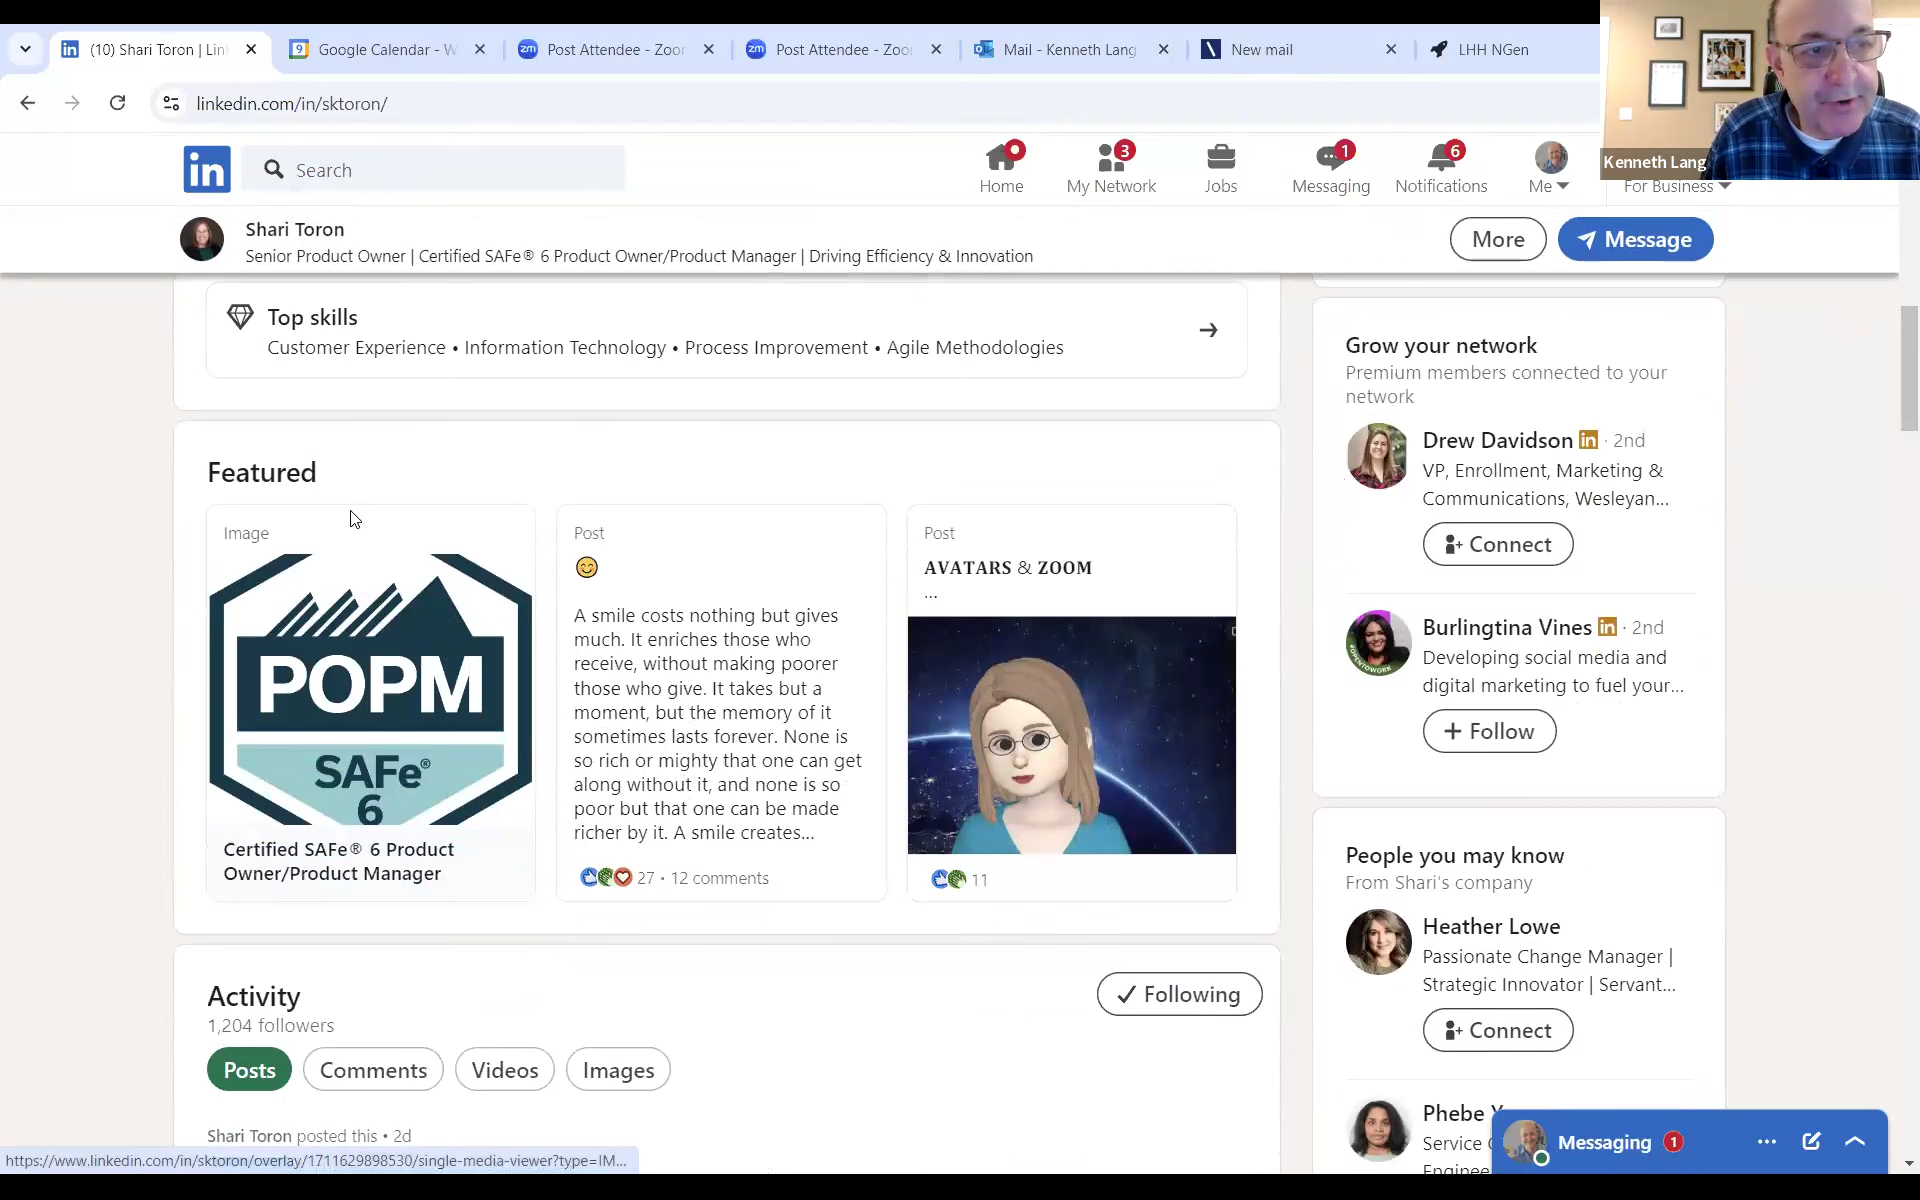 (10) Shari Toron | Lin
Google Calendar - W
zm Post Attendee - Zoo
zm Post Attendee - Zoo
Mail - Kenneth Lang
New mail
LHH NGen
linkedin.com/in/sktoron/
Kenneth Lang
in
Search
Home
3
My Network
Jobs
1
Messaging
6
Notifications
Me
For Business
Shari Toron
Senior Product Owner | Certified SAFe® 6 Product Owner/Product Manager | Driving Efficiency & Innovation
More
Message
Top skills
Customer Experience • Information Technology • Process Improvement • Agile Methodologies
Featured
Image
POPM
SAFe®
6
Certified SAFe® 6 Product
Owner/Product Manager
Post
😊
A smile costs nothing but gives
much. It enriches those who
receive, without making poorer
those who give. It takes but a
moment, but the memory of it
sometimes lasts forever. None is
so rich or mighty that one can get
along without it, and none is so
poor but that one can be made
richer by it. A smile creates...
27 • 12 comments
Post
AVATARS & ZOOM
...
11
Activity
1,204 followers
Following
Posts
Comments
Videos
Images
Shari Toron posted this • 2d
https://www.linkedin.com/in/sktoron/overlay/1711629898530/single-media-viewer?type=IM...
Grow your network
Premium members connected to your
network
Drew Davidson in · 2nd
VP, Enrollment, Marketing &
Communications, Wesleyan...
Connect
Burlingtina Vines in · 2nd
Developing social media and
digital marketing to fuel your...
#OPENTOWORK
+ Follow
People you may know
From Shari's company
Heather Lowe
Passionate Change Manager |
Strategic Innovator | Servant...
Connect
Phebe
Service
Messaging 1